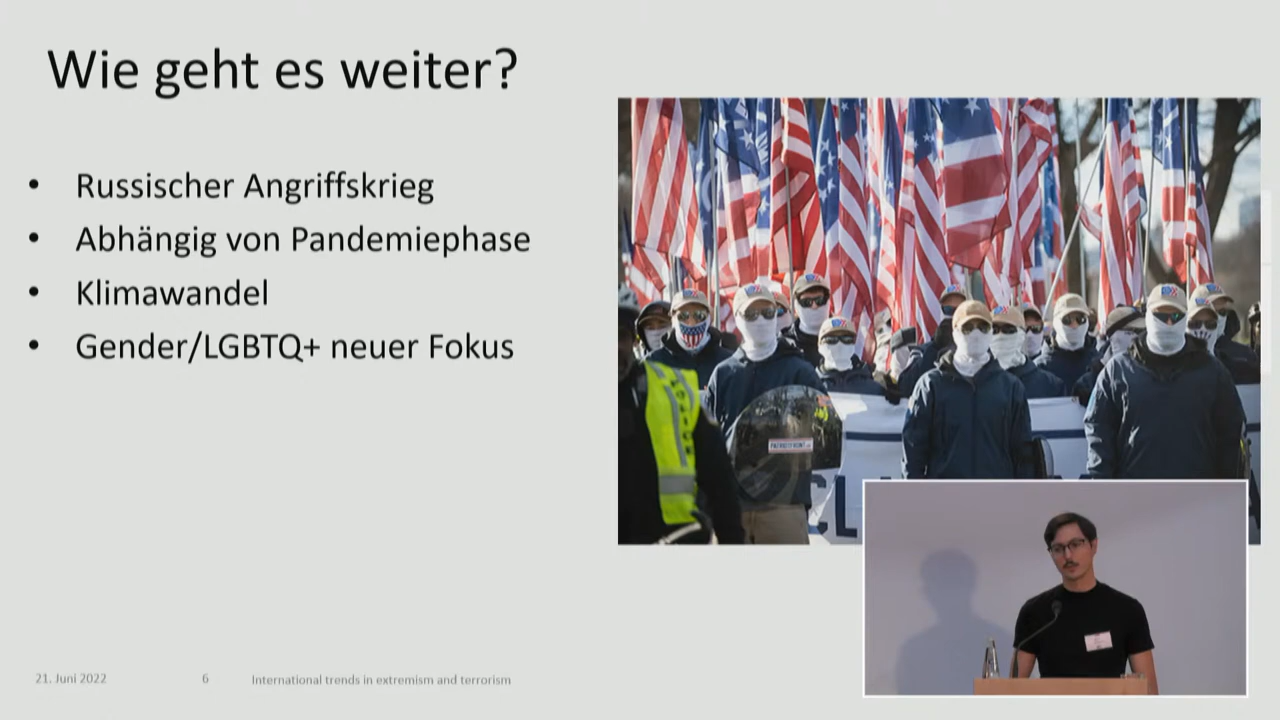 Wie geht es weiter?
• Russischer Angriffskrieg
• Abhängig von Pandemiephase
• Klimawandel
• Gender/LGBTQ+ neuer Fokus
PATRIOTFRONT
21. Juni 2022
6
International trends in extremism and terrorism